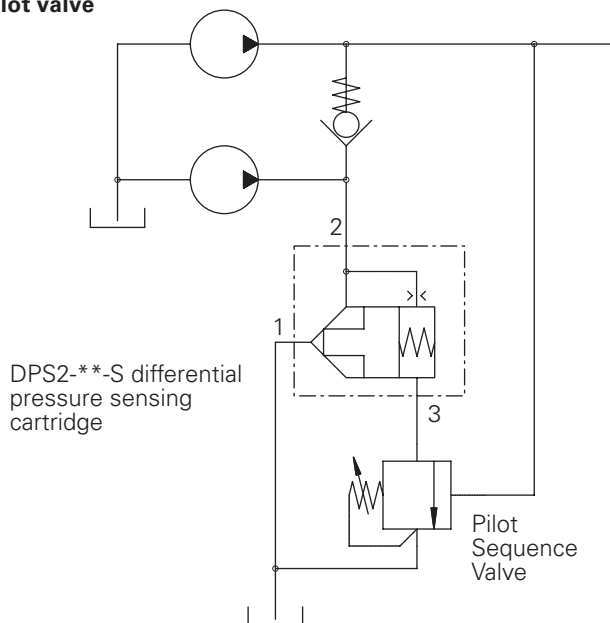 lot valve
2
1
DPS2-**-S differential
pressure sensing
cartridge
3
Pilot
Sequence
Valve